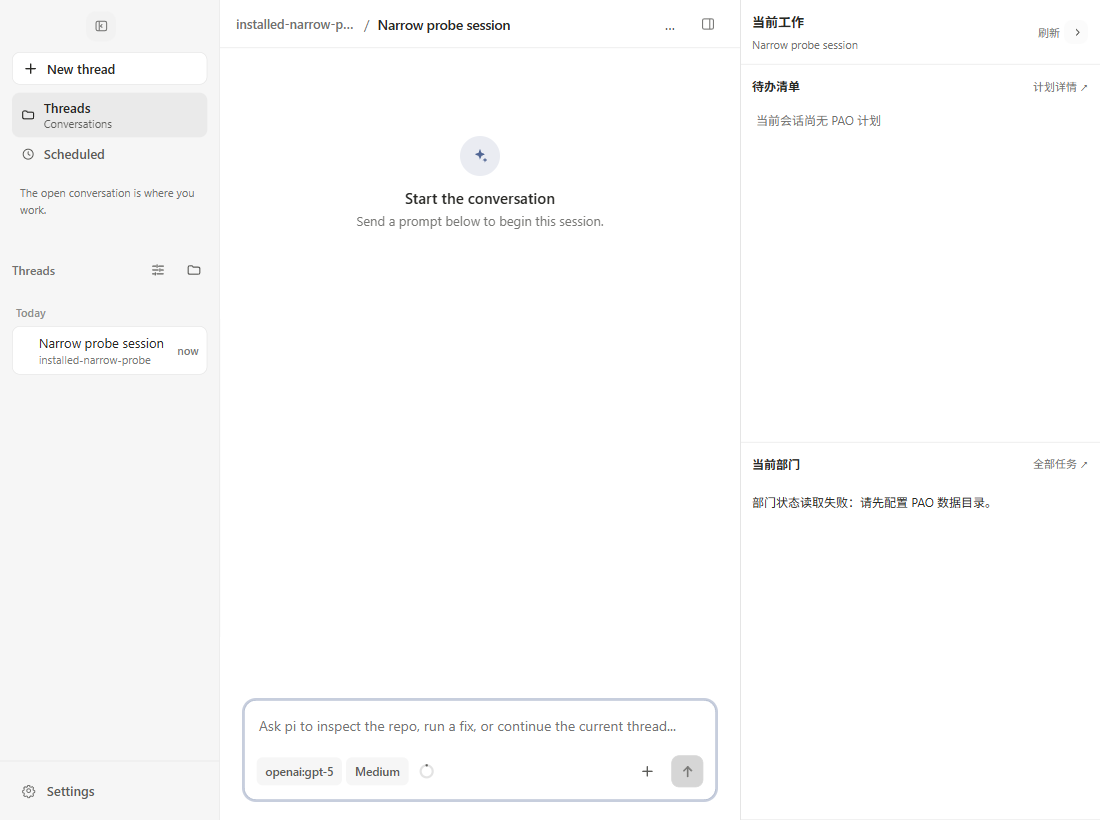 New thread
Threads
Conversations
Scheduled
The open conversation is where you
work.
Threads
Today
Narrow probe session
installed-narrow-probe
now
Settings
installed-narrow-p... / Narrow probe session
...
Start the conversation
Send a prompt below to begin this session.
Ask pi to inspect the repo, run a fix, or continue the current thread...
openai:gpt-5
Medium
当前工作
Narrow probe session
刷新
待办清单
计划详情 ↗
当前会话尚无 PAO 计划
当前部门
全部任务 ↗
部门状态读取失败：请先配置 PAO 数据目录。